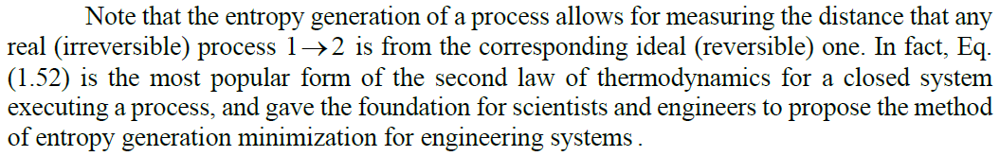 Note that the entropy generation of a process allows for measuring the distance that any
real (irreversible) process 1→2 is from the corresponding ideal (reversible) one. In fact, Eq.
(1.52) is the most popular form of the second law of thermodynamics for a closed system
executing a process, and gave the foundation for scientists and engineers to propose the method
of entropy generation minimization for engineering systems .